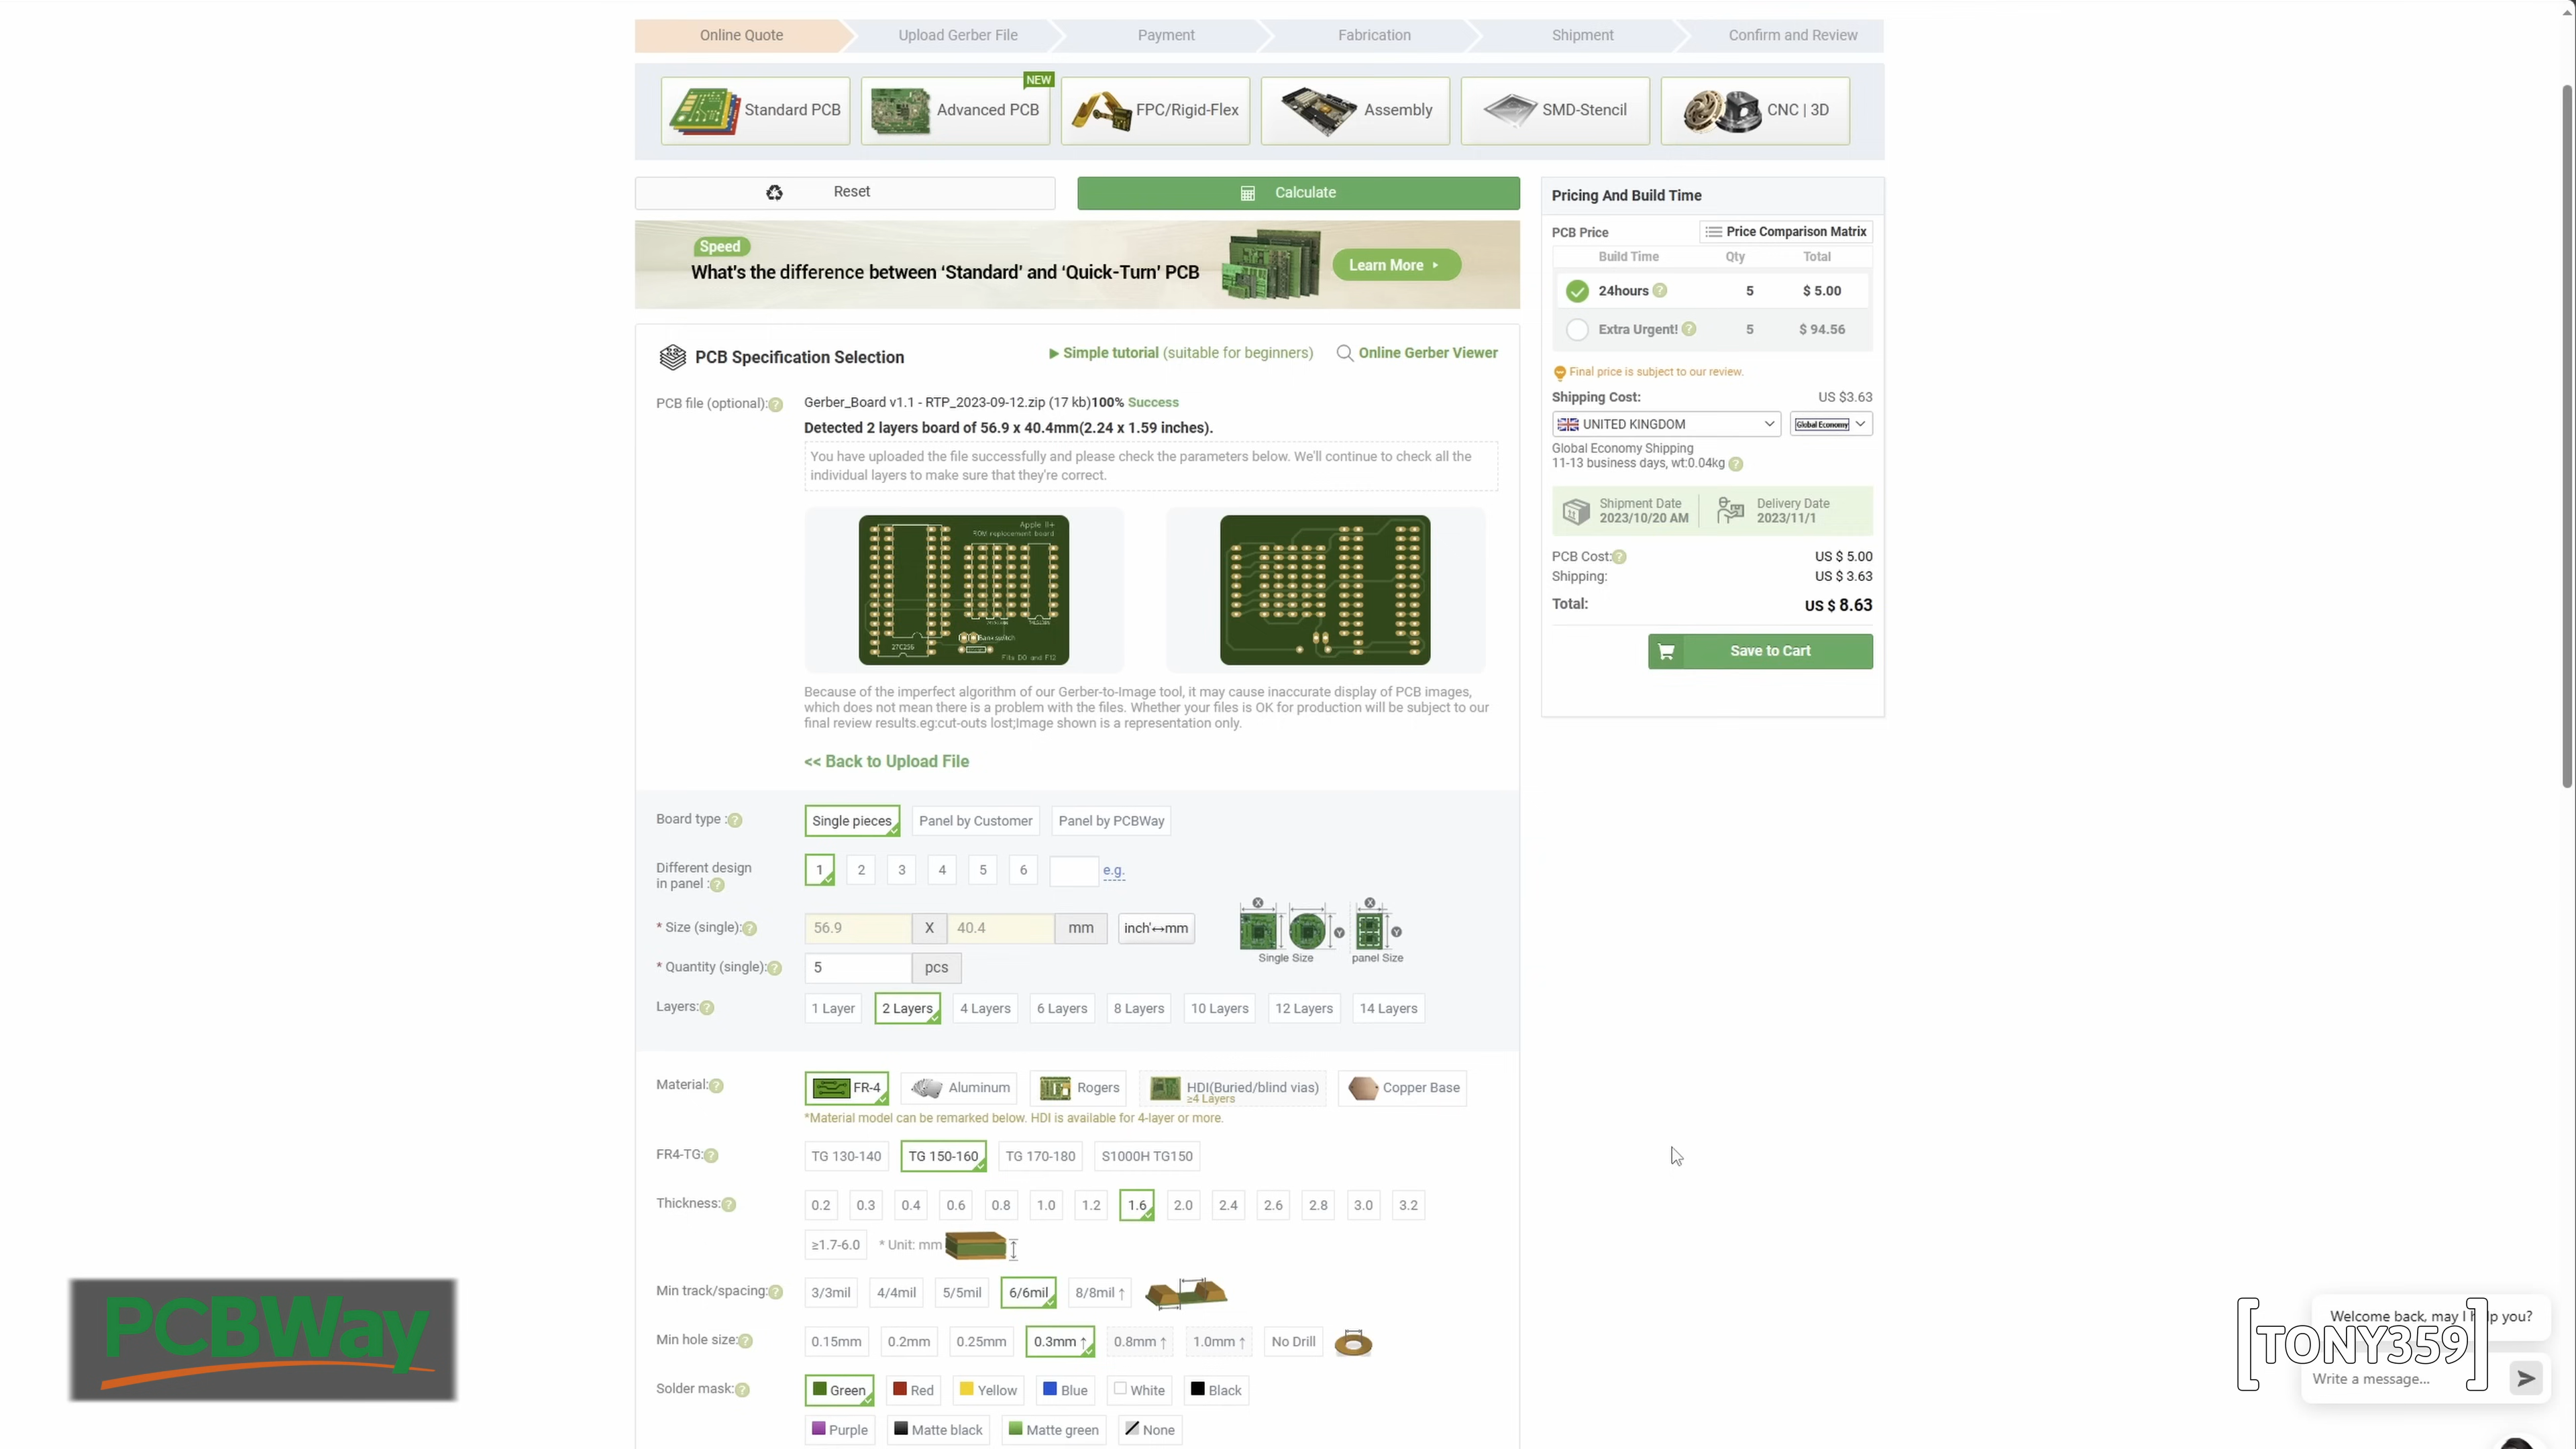 Online Quote
Upload Gerber File
Payment
Fabrication
Shipment
Confirm and Review
Standard PCB
NEW
Advanced PCB
FPC/Rigid-Flex
Assembly
SMD-Stencil
CNC | 3D
Reset
Calculate
Speed
What's the difference between ‘Standard’ and ‘Quick-Turn’ PCB
Learn More
Pricing And Build Time
PCB Price
Price Comparison Matrix
Build Time Qty Total
24hours 5 $ 5.00
Extra Urgent! 5 $ 94.56
Final price is subject to our review.
Shipping Cost: US $3.63
UNITED KINGDOM
Global Economy
Global Economy Shipping
11-13 business days, wt:0.04kg
Shipment Date
2023/10/20 AM
Delivery Date
2023/11/1
PCB Cost: US $ 5.00
Shipping: US $ 3.63
Total: US $ 8.63
Save to Cart
PCB Specification Selection
Simple tutorial (suitable for beginners)
Online Gerber Viewer
PCB file (optional):
Gerber_Board v1.1 - RTP_2023-09-12.zip (17 kb)100% Success
Detected 2 layers board of 56.9 x 40.4mm(2.24 x 1.59 inches).
You have uploaded the file successfully and please check the parameters below. We'll continue to check all the
individual layers to make sure that they're correct.
Apple II+
ROM replacement board
27C256
Fits D0 and F12
Because of the imperfect algorithm of our Gerber-to-Image tool, it may cause inaccurate display of PCB images,
which does not mean there is a problem with the files. Whether your files is OK for production will be subject to our
final review results.eg:cut-outs lost;Image shown is a representation only.
<< Back to Upload File
Board type :
Single pieces
Panel by Customer
Panel by PCBWay
Different design
in panel :
1 2 3 4 5 6
e.g.
* Size (single):
56.9 X 40.4 mm
inch'↔mm
X X
Y Y
Single Size
panel Size
* Quantity (single):
5 pcs
Layers:
1 Layer 2 Layers 4 Layers 6 Layers 8 Layers 10 Layers 12 Layers 14 Layers
Material:
FR-4
Aluminum
Rogers
HDI(Buried/blind vias)
≥4 Layers
Copper Base
*Material model can be remarked below. HDI is available for 4-layer or more.
FR4-TG:
TG 130-140 TG 150-160 TG 170-180 S1000H TG150
Thickness:
0.2 0.3 0.4 0.6 0.8 1.0 1.2 1.6 2.0 2.4 2.6 2.8 3.0 3.2
≥1.7-6.0 * Unit: mm
Min track/spacing:
3/3mil 4/4mil 5/5mil 6/6mil 8/8mil ↑
Min hole size:
0.15mm 0.2mm 0.25mm 0.3mm ↑ 0.8mm ↑ 1.0mm ↑ No Drill
Solder mask:
Green Red Yellow Blue White Black
Purple Matte black Matte green None
PCBWay
Welcome back, may I help you?
[TONY359]
Write a message...